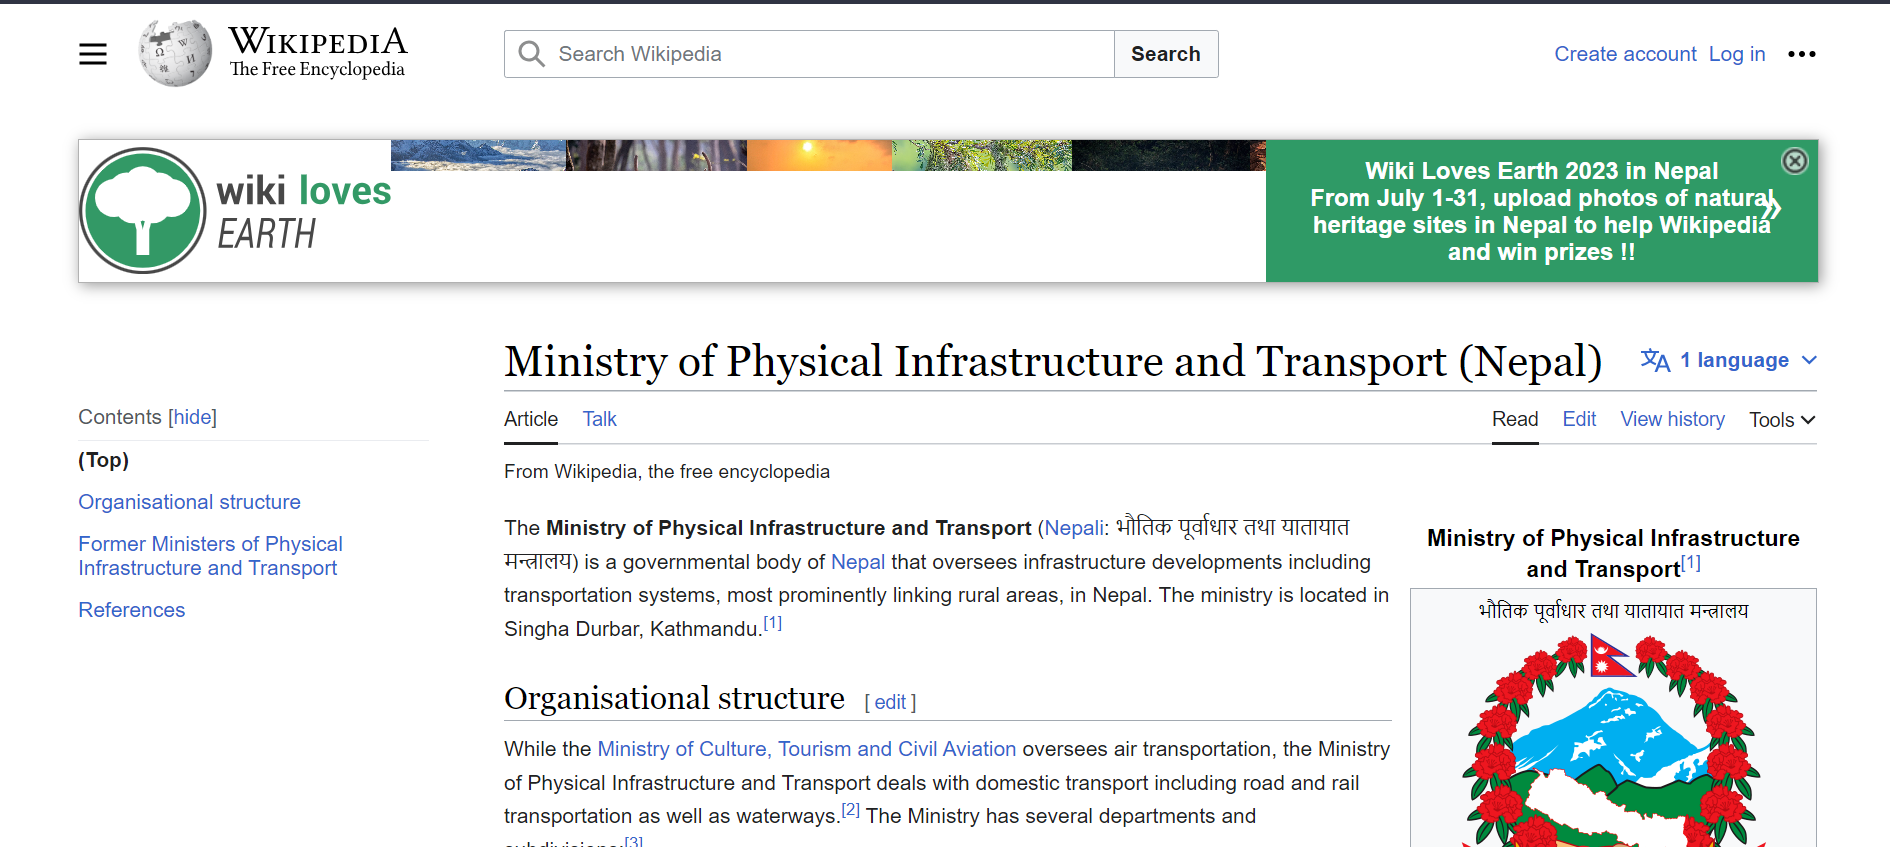 WIKIPEDIA
The Free Encyclopedia
Search Wikipedia
Search
Create account Log in
wiki loves
EARTH
Wiki Loves Earth 2023 in Nepal
From July 1-31, upload photos of natural
heritage sites in Nepal to help Wikipedia
and win prizes !!
Ministry of Physical Infrastructure and Transport (Nepal)
1 language
Contents [hide]
(Top)
Organisational structure
Former Ministers of Physical
Infrastructure and Transport
References
Article Talk
Read Edit View history Tools
From Wikipedia, the free encyclopedia
The Ministry of Physical Infrastructure and Transport (Nepali: भौतिक पूर्वाधार तथा यातायात
मन्त्रालय) is a governmental body of Nepal that oversees infrastructure developments including
transportation systems, most prominently linking rural areas, in Nepal. The ministry is located in
Singha Durbar, Kathmandu.[1]
Organisational structure [ edit ]
While the Ministry of Culture, Tourism and Civil Aviation oversees air transportation, the Ministry
of Physical Infrastructure and Transport deals with domestic transport including road and rail
transportation as well as waterways.[2] The Ministry has several departments and
subdivisions:[3]
Ministry of Physical Infrastructure
and Transport[1]
भौतिक पूर्वाधार तथा यातायात मन्त्रालय